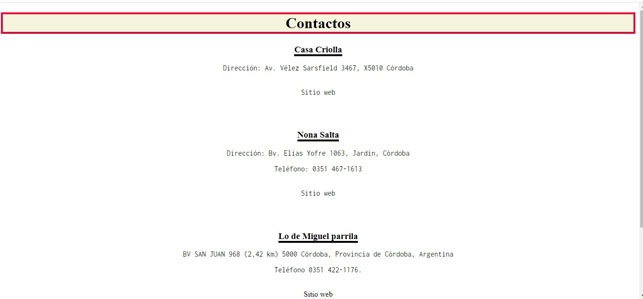 Contactos
Casa Criolla
Dirección: Av. Vélez Sarsfield 3467, X5010 Córdoba
Sitio web
Nona Salta
Dirección: Bv. Elias Yofre 1063, Jardín, Córdoba
Teléfono: 0351 467-1613
Sitio web
Lo de Miguel parrila
BV SAN JUAN 968 (2,42 km) 5000 Córdoba, Provincia de Córdoba, Argentina
Teléfono 0351 422-1176.
Sitio web